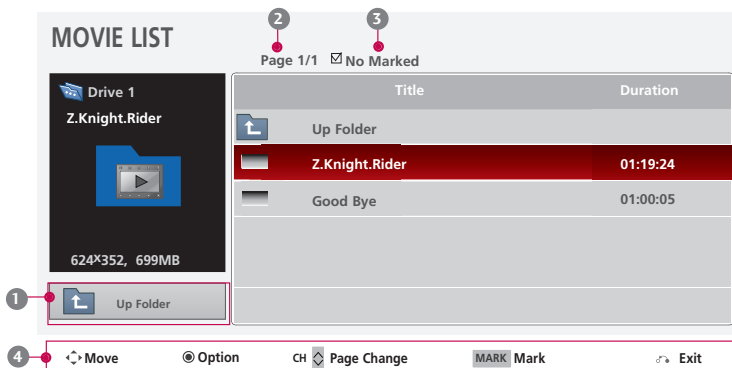 2 3
MOVIE LIST
Page 1/1 ☑ No Marked
Drive 1
Z.Knight.Rider
624x352, 699MB
1 Up Folder
Title Duration
Up Folder
Z.Knight.Rider 01:19:24
Good Bye 01:00:05
4 Move Option CH Page Change MARK Mark Exit